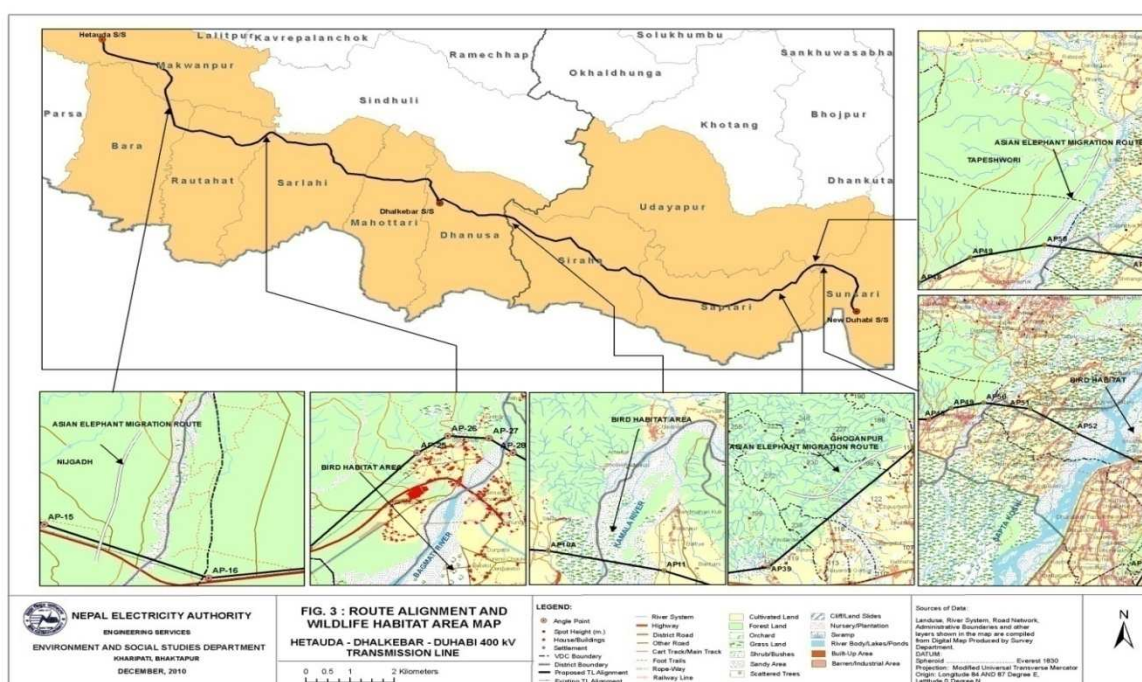 Hetauda S/S
Lalitpur
Kavrepalanchok
Ramechhap
Solukhumbu
Sankhuwasabha
Makwanpur
Okhaldhunga
Sindhuli
Parsa
Khotang
Bhojpur
Bara
Dhankuta
Rautahat
Sarlahi
Udayapur
Dhalkebar S/S
Mahottari
Dhanusa
Siraha
Saptari
Sunsari
New Duhabi S/S
ASIAN ELEPHANT MIGRATION ROUTE
TAPESHWORI
AP49
AP50
BIRD HABITAT
AP49
AP50
AP51
AP52
SAPTA KOSHI
ASIAN ELEPHANT MIGRATION ROUTE
NIJGADH
AP-15
AP-16
AP-25
AP-26
AP-27
AP-28
BIRD HABITAT AREA
BAGMATI RIVER
BIRD HABITAT AREA
KAMALA RIVER
AP10A
AP11
GHOGANPUR
ASIAN ELEPHANT MIGRATION ROUTE
AP39
NEPAL ELECTRICITY AUTHORITY
ENGINEERING SERVICES
ENVIRONMENT AND SOCIAL STUDIES DEPARTMENT
KHARIPATI, BHAKTAPUR
DECEMBER, 2010
FIG. 3 : ROUTE ALIGNMENT AND
WILDLIFE HABITAT AREA MAP
HETAUDA - DHALKEBAR - DUHABI 400 kV
TRANSMISSION LINE
0 0.5 1 2 Kilometers
LEGEND:
Angle Point
Spot Height (m.)
House/Buildings
Settlement
VDC Boundary
District Boundary
Proposed TL Alignment
Existing TL Alignment
River System
Highway
District Road
Other Road
Cart Track/Main Track
Foot Trails
Rope-Way
Railway Line
Cultivated Land
Forest Land
Orchard
Grass Land
Shrub/Bushes
Sandy Area
Scattered Trees
Cliff/Land Slides
Nursery/Plantation
Swamp
River Body/Lakes/Ponds
Built-Up Area
Barren/Industrial Area
Sources of Data:
Landuse, River System, Road Network,
Administrative Boundaries and other
layers shown in the map are compiled
from Digital Map Produced by Survey
Department.
DATUM:
Spheroid ........................ Everest 1830
Projection: Modified Universal Transverse Mercator
Origin: Longitude 84 AND 87 Degree E,
Latitude 0 Degree N
N